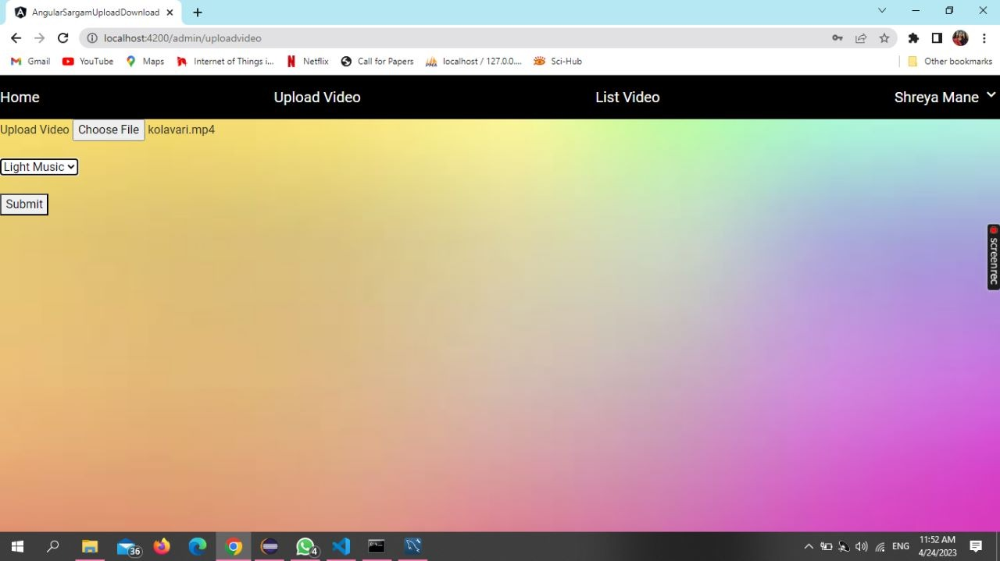 AngularSargamUploadDownload
localhost:4200/admin/uploadvideo
Gmail YouTube Maps Internet of Things i... Netflix Call for Papers localhost / 127.0.0.... Sci-Hub Other bookmarks
Home Upload Video List Video Shreya Mane
Upload Video Choose File kolavari.mp4
Light Music
Submit
screenrec
36 4 ENG 11:52 AM
4/24/2023